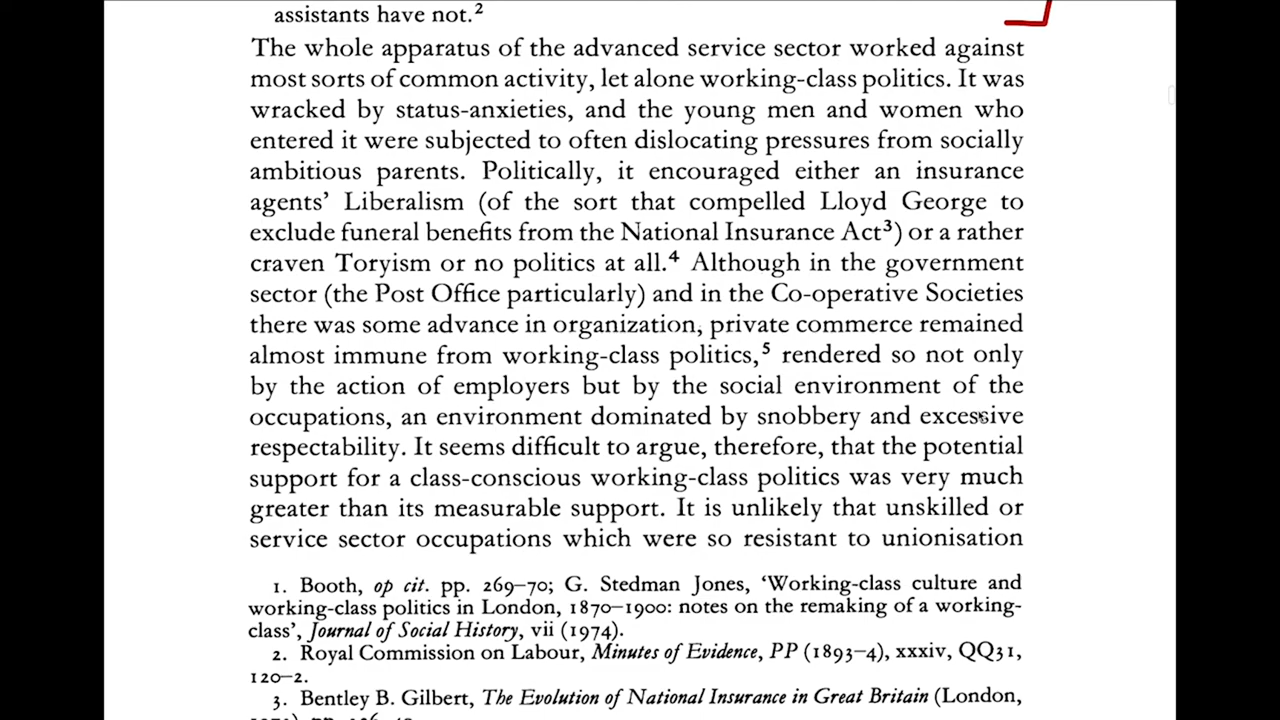 assistants have not.²
The whole apparatus of the advanced service sector worked against
most sorts of common activity, let alone working-class politics. It was
wracked by status-anxieties, and the young men and women who
entered it were subjected to often dislocating pressures from socially
ambitious parents. Politically, it encouraged either an insurance
agents’ Liberalism (of the sort that compelled Lloyd George to
exclude funeral benefits from the National Insurance Act³) or a rather
craven Toryism or no politics at all.⁴ Although in the government
sector (the Post Office particularly) and in the Co-operative Societies
there was some advance in organization, private commerce remained
almost immune from working-class politics,⁵ rendered so not only
by the action of employers but by the social environment of the
occupations, an environment dominated by snobbery and excessive
respectability. It seems difficult to argue, therefore, that the potential
support for a class-conscious working-class politics was very much
greater than its measurable support. It is unlikely that unskilled or
service sector occupations which were so resistant to unionisation
1. Booth, op cit. pp. 269–70; G. Stedman Jones, ‘Working-class culture and
working-class politics in London, 1870–1900: notes on the remaking of a working-
class’, Journal of Social History, vii (1974).
2. Royal Commission on Labour, Minutes of Evidence, PP (1893–4), xxxiv, QQ31,
120–2.
3. Bentley B. Gilbert, The Evolution of National Insurance in Great Britain (London,